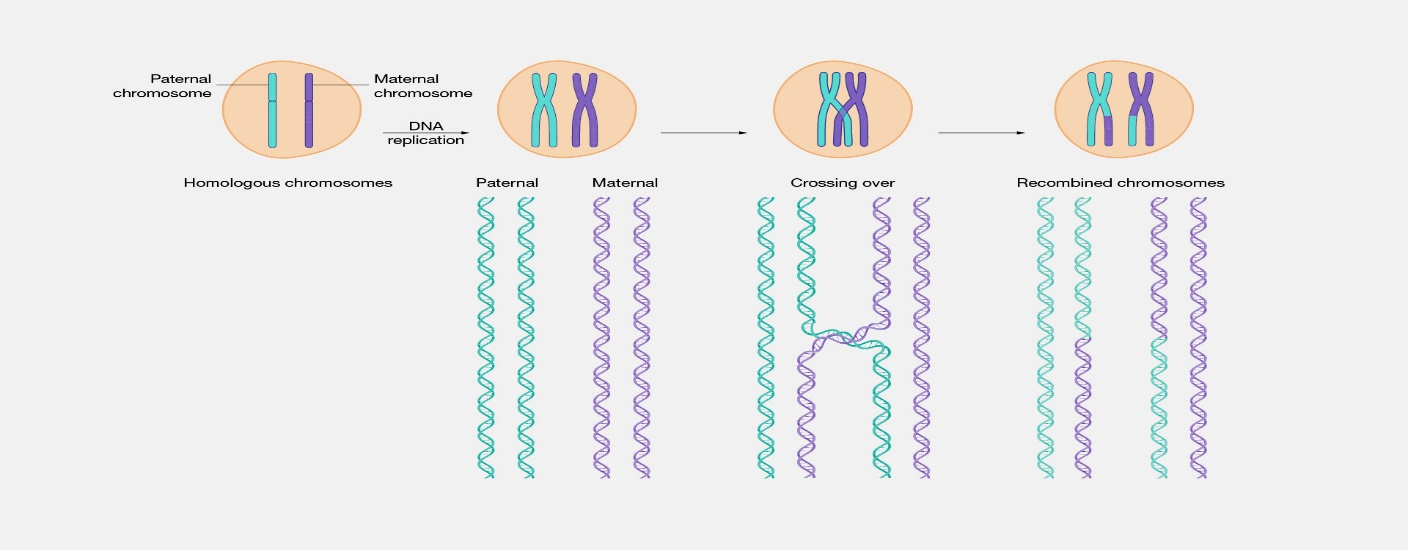 Paternal
chromosome
Maternal
chromosome
DNA
replication
Homologous chromosomes
Paternal
Maternal
Crossing over
Recombined chromosomes